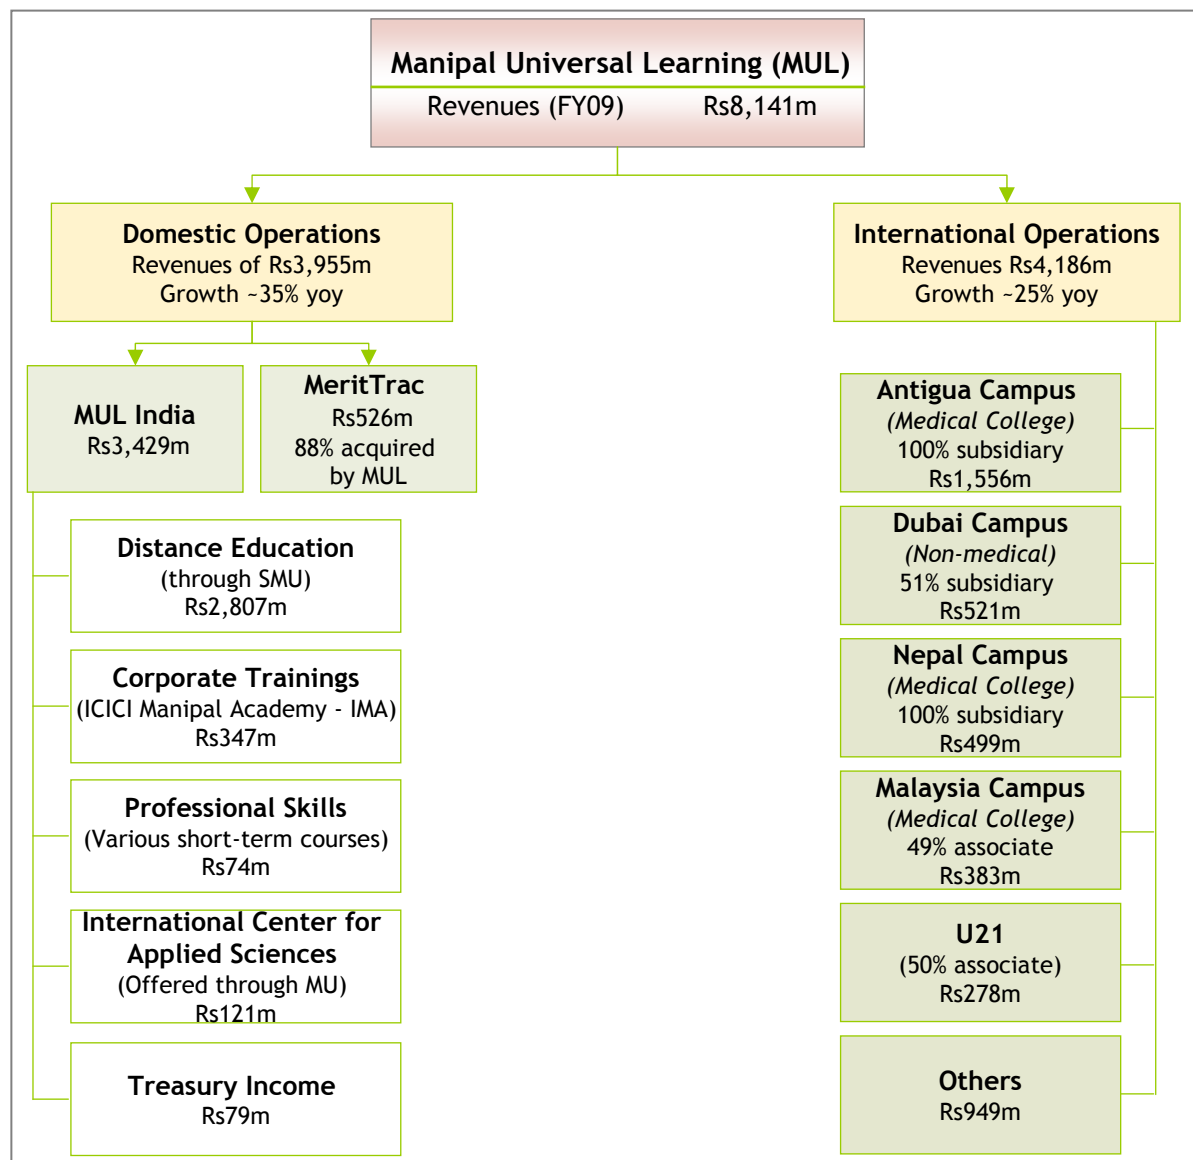 Manipal Universal Learning (MUL)
Revenues (FY09) Rs8,141m
Domestic Operations
Revenues of Rs3,955m
Growth ~35% yoy
International Operations
Revenues Rs4,186m
Growth ~25% yoy
MUL India
Rs3,429m
MeritTrac
Rs526m
88% acquired
by MUL
Distance Education
(through SMU)
Rs2,807m
Corporate Trainings
(ICICI Manipal Academy - IMA)
Rs347m
Professional Skills
(Various short-term courses)
Rs74m
International Center for
Applied Sciences
(Offered through MU)
Rs121m
Treasury Income
Rs79m
Antigua Campus
(Medical College)
100% subsidiary
Rs1,556m
Dubai Campus
(Non-medical)
51% subsidiary
Rs521m
Nepal Campus
(Medical College)
100% subsidiary
Rs499m
Malaysia Campus
(Medical College)
49% associate
Rs383m
U21
(50% associate)
Rs278m
Others
Rs949m